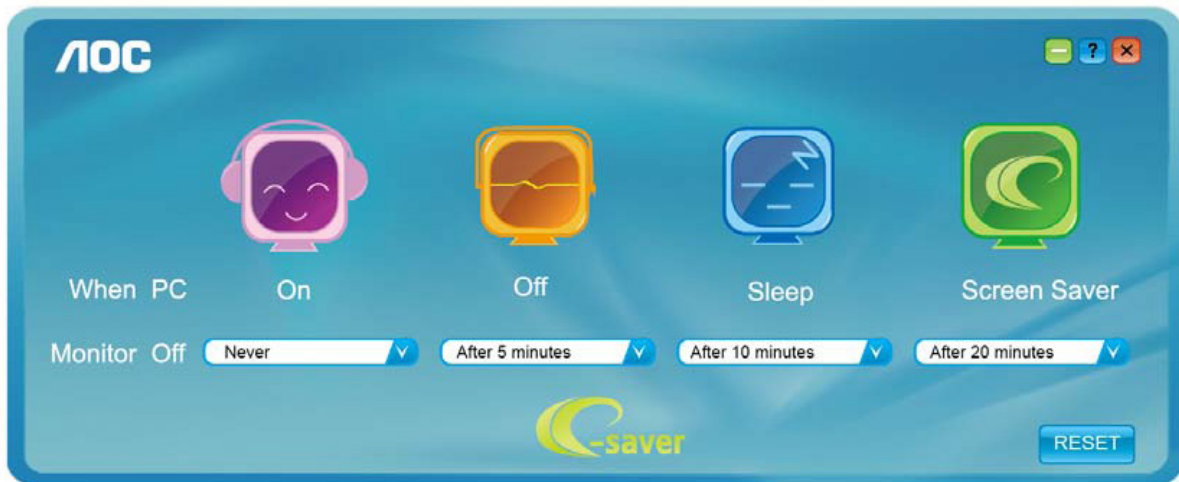 AOC
?
When PC On Off Sleep Screen Saver
Monitor Off Never After 5 minutes After 10 minutes After 20 minutes
e-saver
RESET